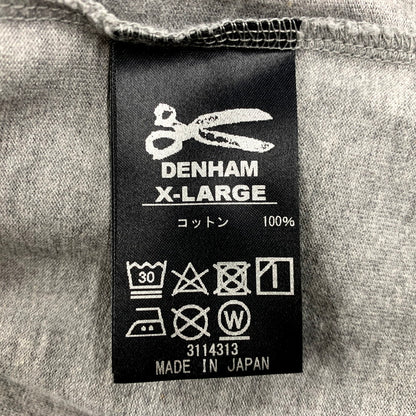 DENHAM
X-LARGE
コットン 100%
30
W
3114313
MADE IN JAPAN